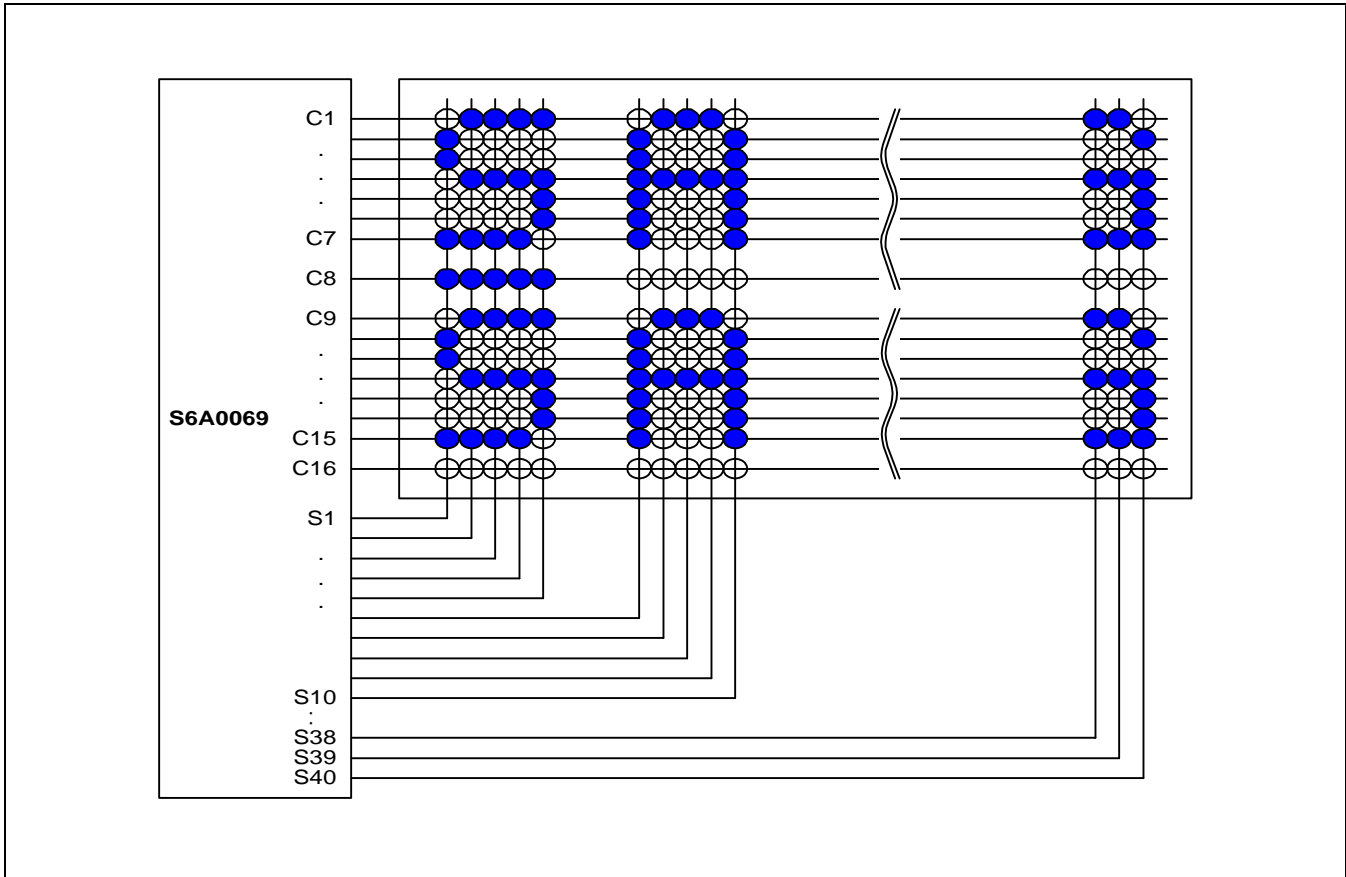 C1
.
.
.
C7
C8
C9
.
.
.
S6A0069
C15
C16
S1
.
.
.
S10
:
S38
S39
S40